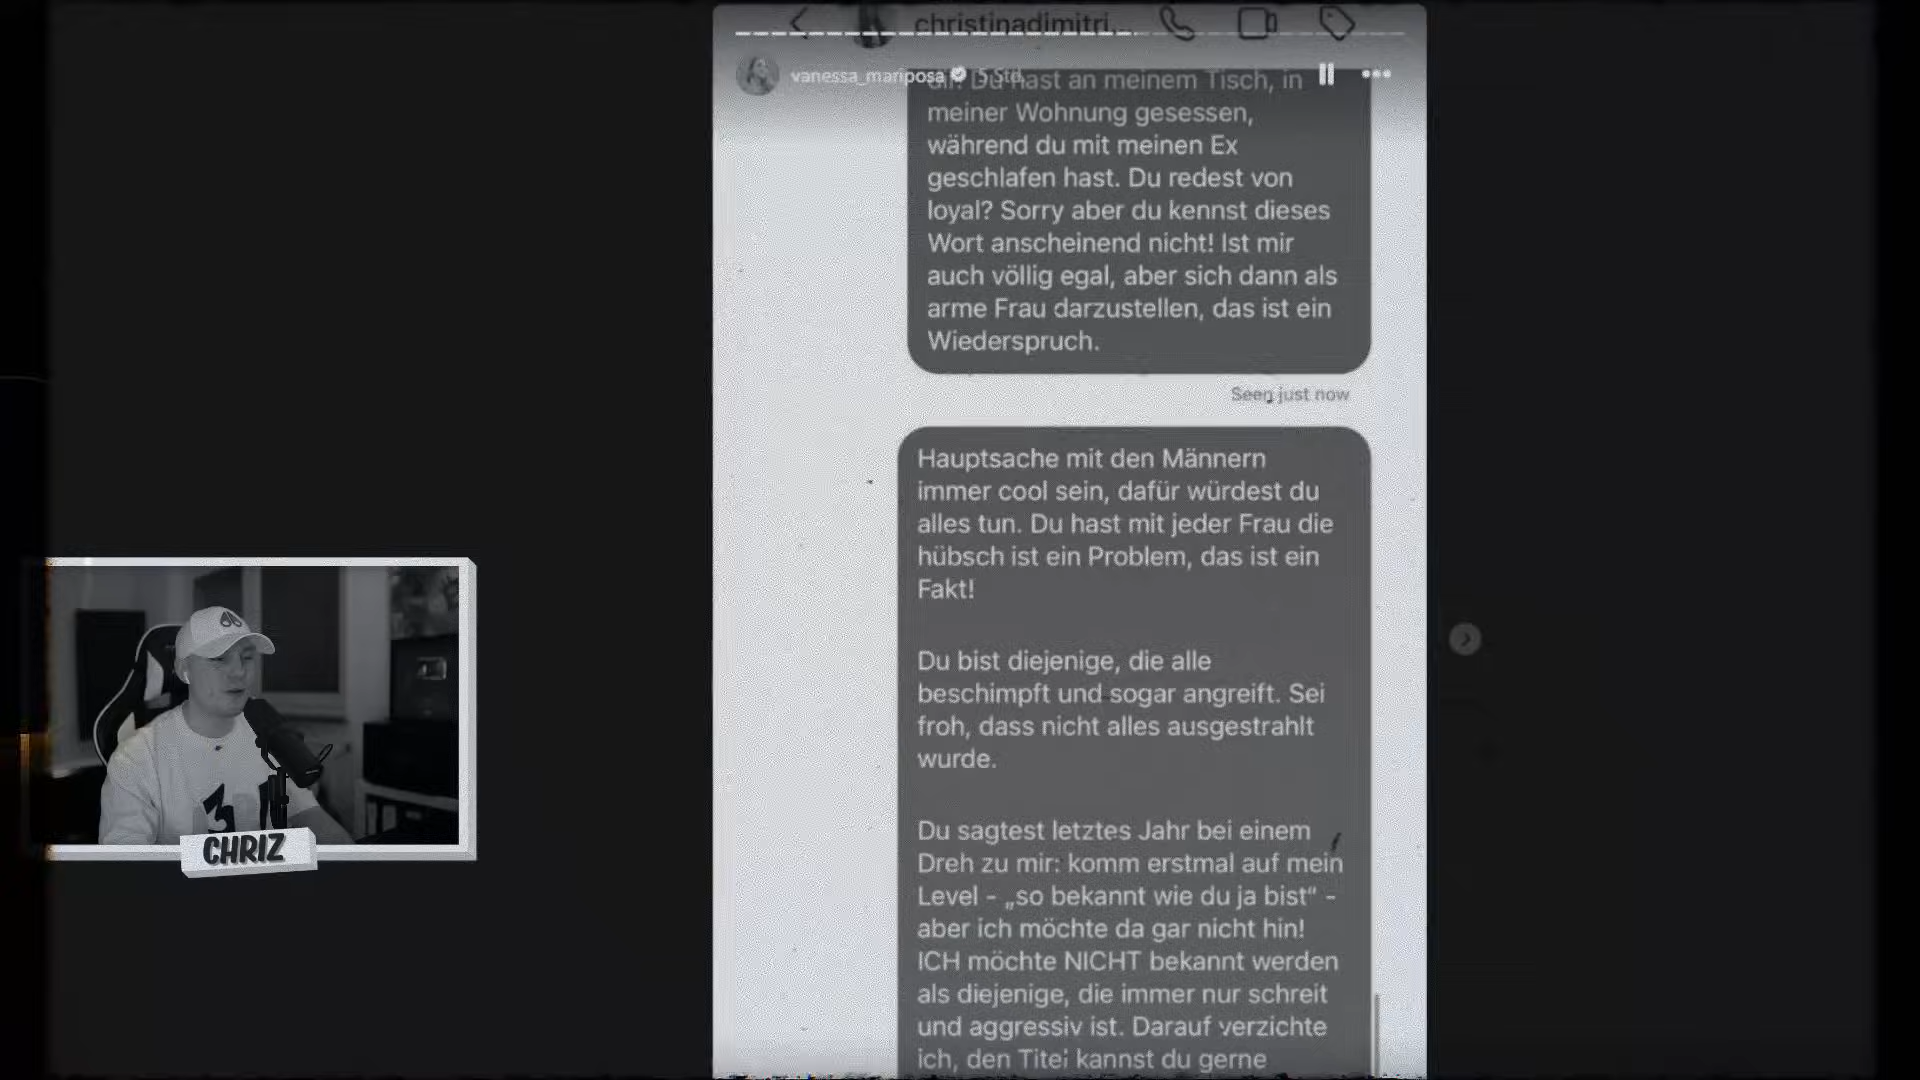 christinadimitri...
vanessa_mariposa 5 Std.
all! Du hast an meinem Tisch, in
meiner Wohnung gesessen,
während du mit meinen Ex
geschlafen hast. Du redest von
loyal? Sorry aber du kennst dieses
Wort anscheinend nicht! Ist mir
auch völlig egal, aber sich dann als
arme Frau darzustellen, das ist ein
Wiederspruch.
Seen just now
Hauptsache mit den Männern
immer cool sein, dafür würdest du
alles tun. Du hast mit jeder Frau die
hübsch ist ein Problem, das ist ein
Fakt!
Du bist diejenige, die alle
beschimpft und sogar angreift. Sei
froh, dass nicht alles ausgestrahlt
wurde.
Du sagtest letztes Jahr bei einem
Dreh zu mir: komm erstmal auf mein
Level - „so bekannt wie du ja bist“ -
aber ich möchte da gar nicht hin!
ICH möchte NICHT bekannt werden
als diejenige, die immer nur schreit
und aggressiv ist. Darauf verzichte
ich, den Titel kannst du gerne
CHRIZ